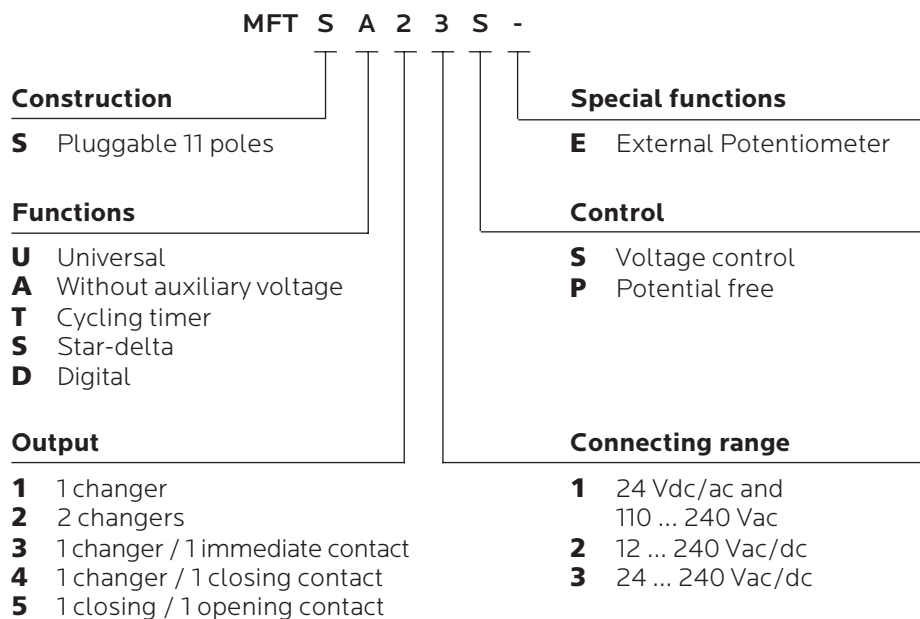 MFT S A 2 3 S -
Construction
S Pluggable 11 poles
Functions
U Universal
A Without auxiliary voltage
T Cycling timer
S Star-delta
D Digital
Output
1 1 changer
2 2 changers
3 1 changer / 1 immediate contact
4 1 changer / 1 closing contact
5 1 closing / 1 opening contact
Special functions
E External Potentiometer
Control
S Voltage control
P Potential free
Connecting range
1 24 Vdc/ac and
110 ... 240 Vac
2 12 ... 240 Vac/dc
3 24 ... 240 Vac/dc